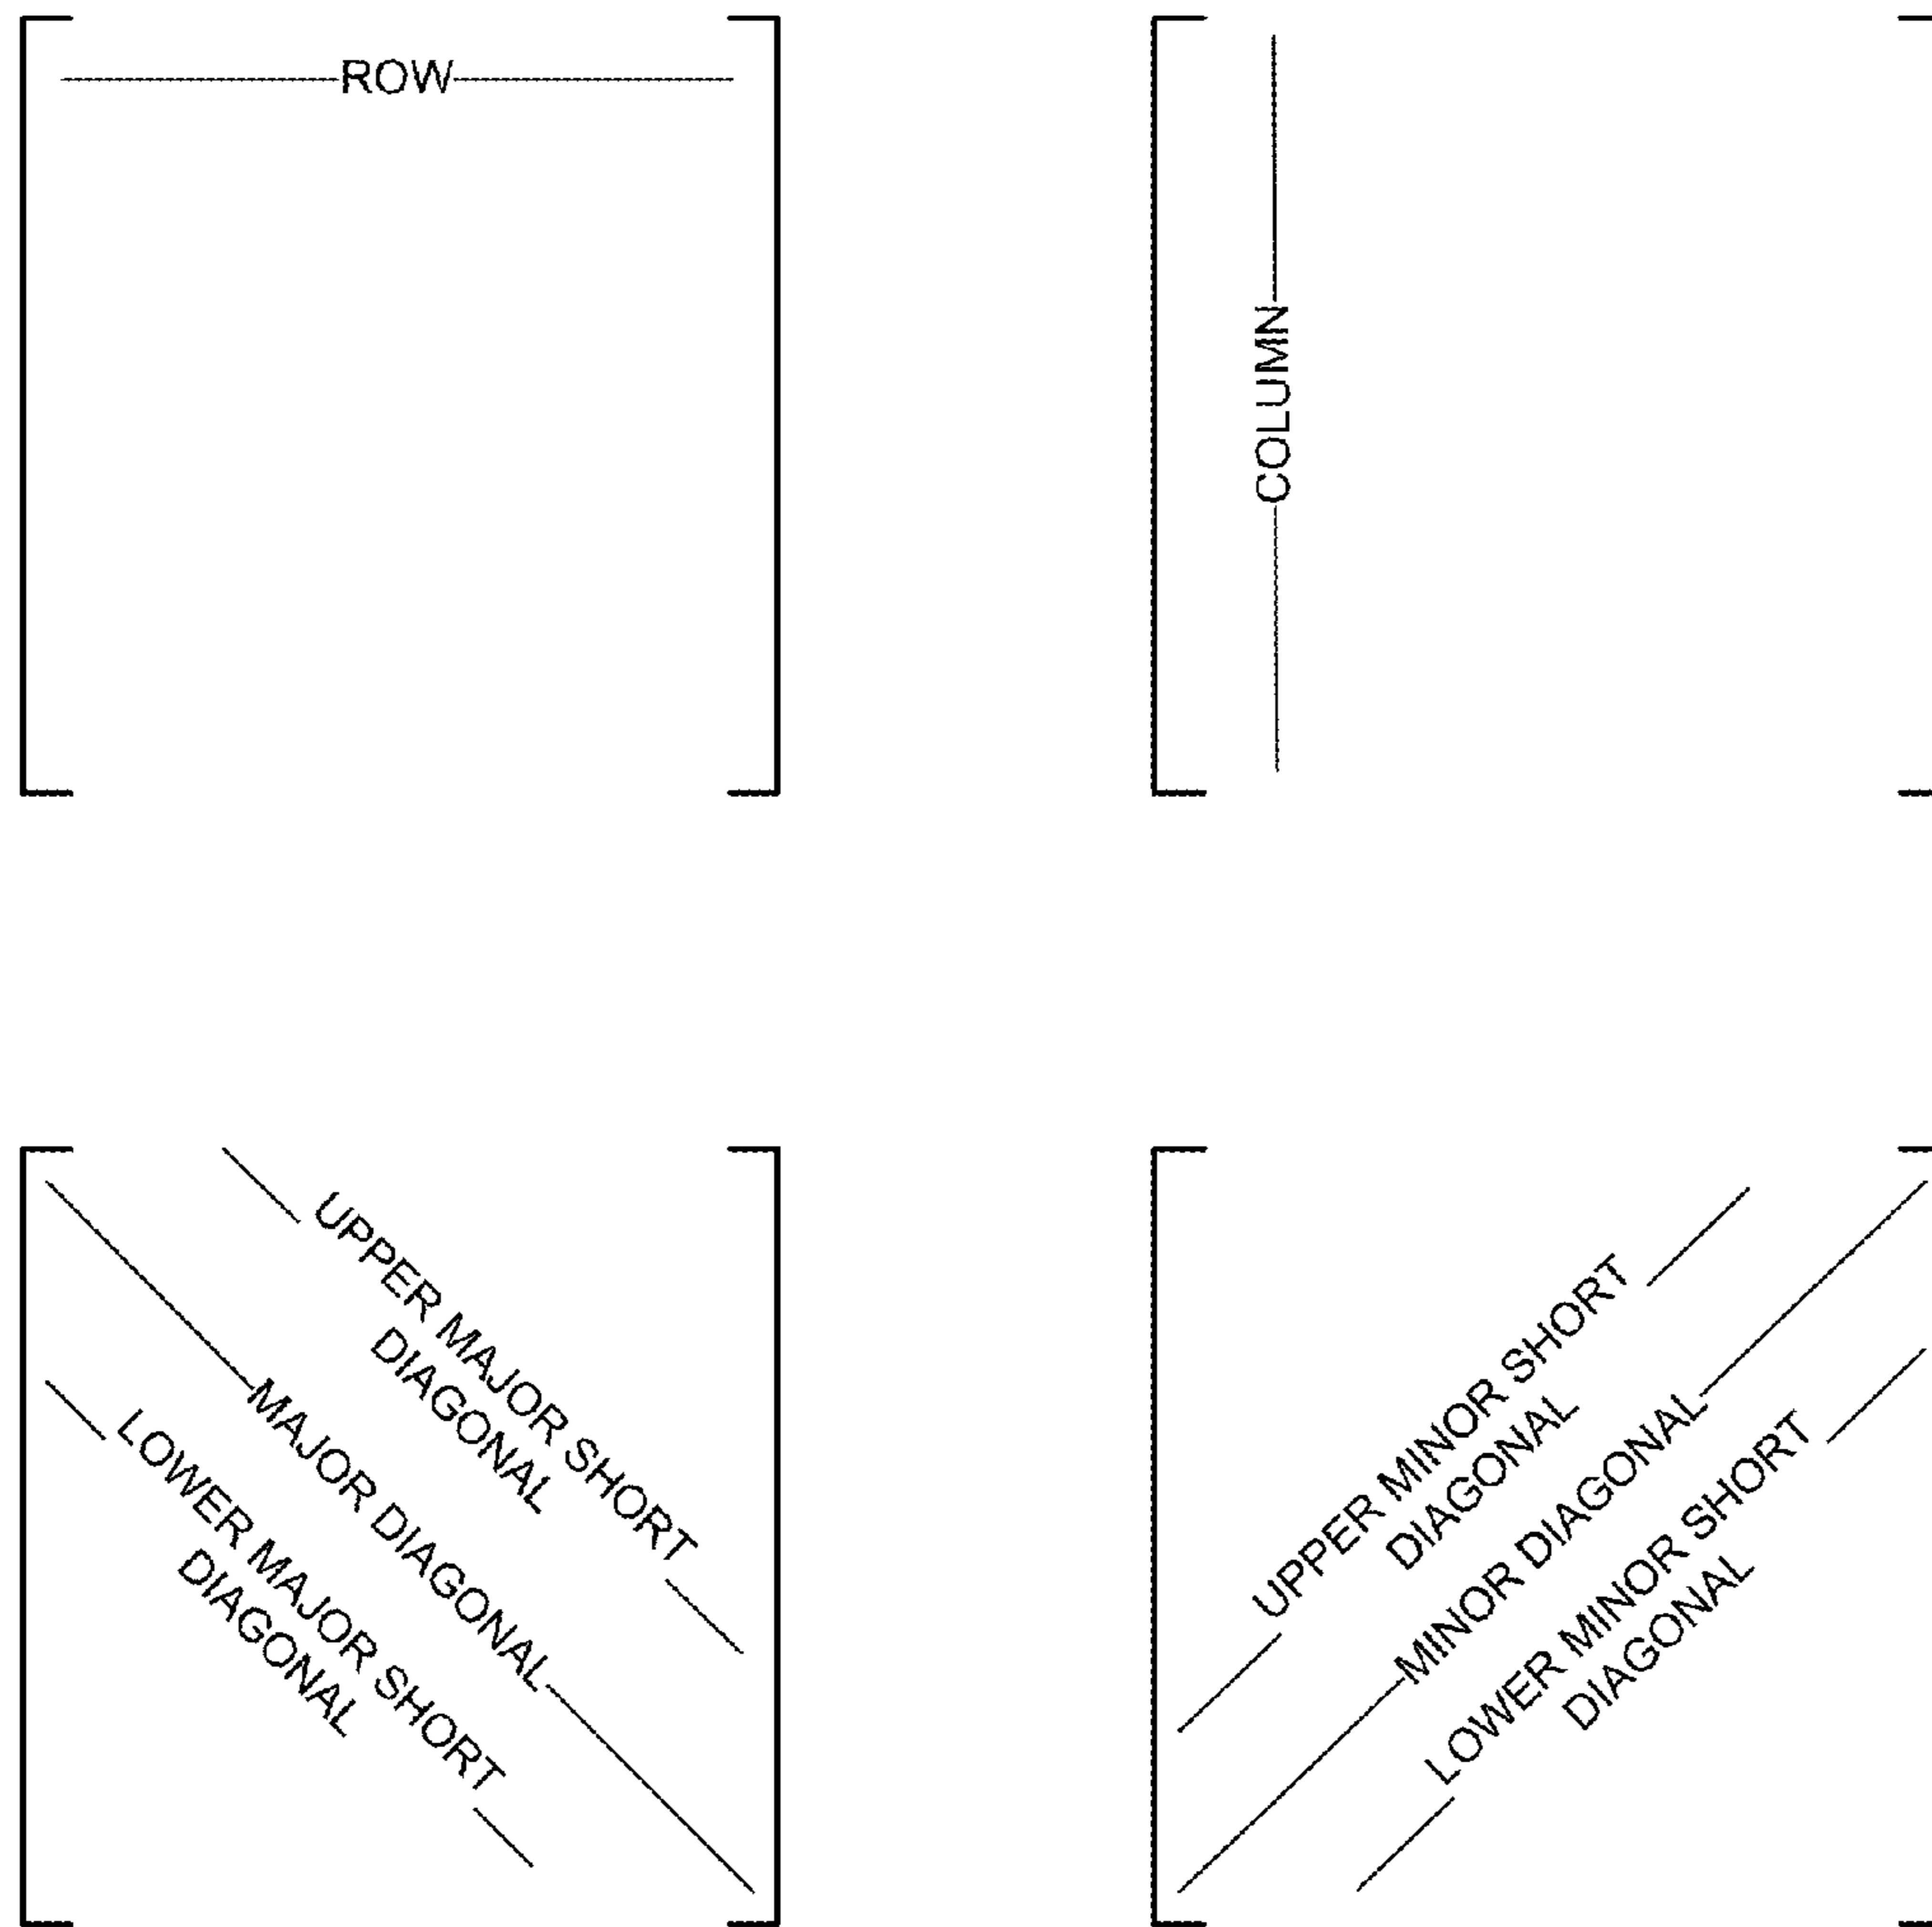 ROW
COLUMN
UPPER MAJOR SHORT
DIAGONAL
MAJOR DIAGONAL
LOWER MAJOR SHORT
DIAGONAL
UPPER MINOR SHORT
DIAGONAL
MINOR DIAGONAL
LOWER MINOR SHORT
DIAGONAL